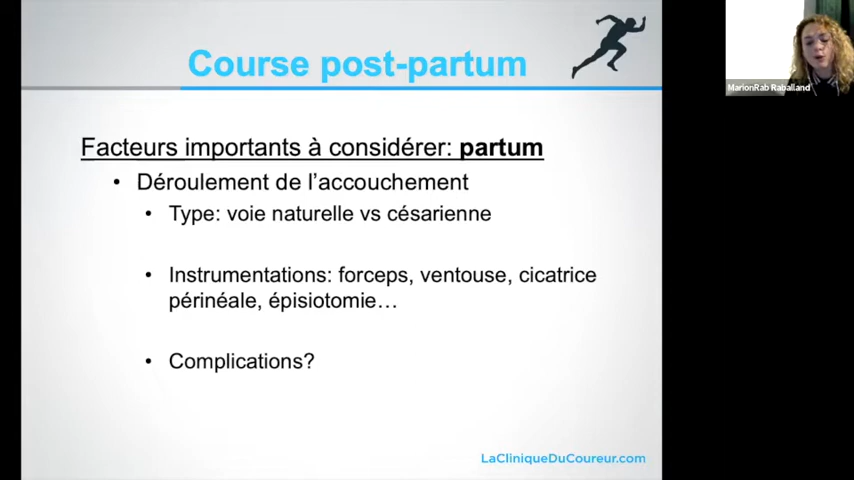 Course post-partum
MarionRab Raballand
Facteurs importants à considérer: partum
• Déroulement de l'accouchement
• Type: voie naturelle vs césarienne
• Instrumentations: forceps, ventouse, cicatrice
périnéale, épisiotomie…
• Complications?
LaCliniqueDuCoureur.com